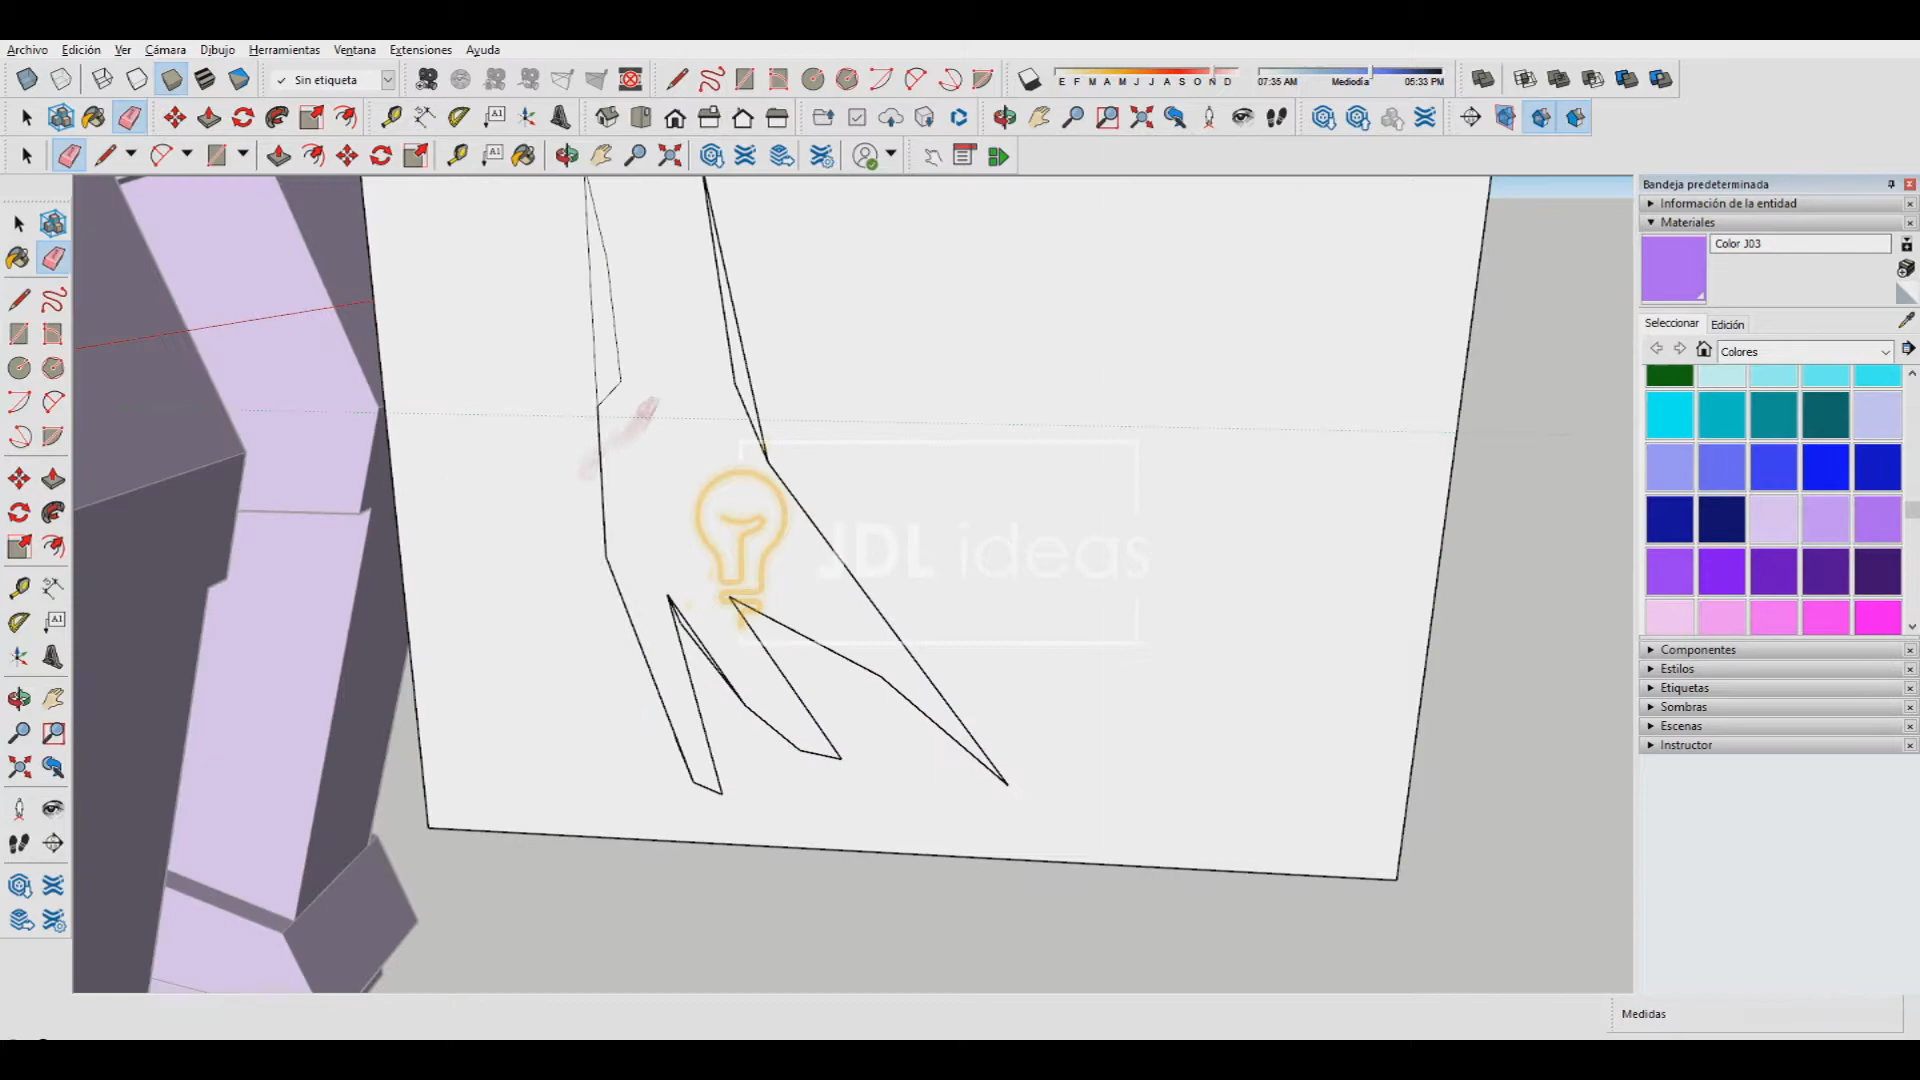 Archivo Edición Ver Cámara Dibujo Herramientas Ventana Extensiones Ayuda
Sin etiqueta
E F M A M J J A S O N D
07:35 AM Mediodía 05:33 PM
Bandeja predeterminada
Información de la entidad
Materiales
Color J03
Seleccionar Edición
Colores
Componentes
Estilos
Etiquetas
Sombras
Escenas
Instructor
JDL ideas
Medidas